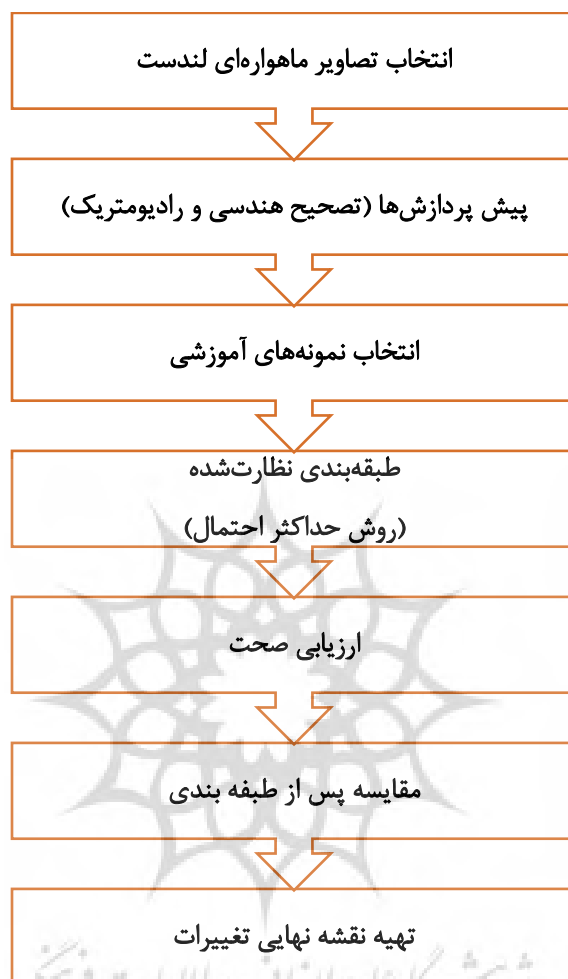 انتخاب تصاویر ماهواره‌ای لندست
پیش پردازش‌ها (تصحیح هندسی و رادیومتریک)
انتخاب نمونه‌های آموزشی
طبقه‌بندی نظارت‌شده
(روش حداکثر احتمال)
ارزیابی صحت
مقایسه پس از طبفه بندی
تهیه نقشه نهایی تغییرات